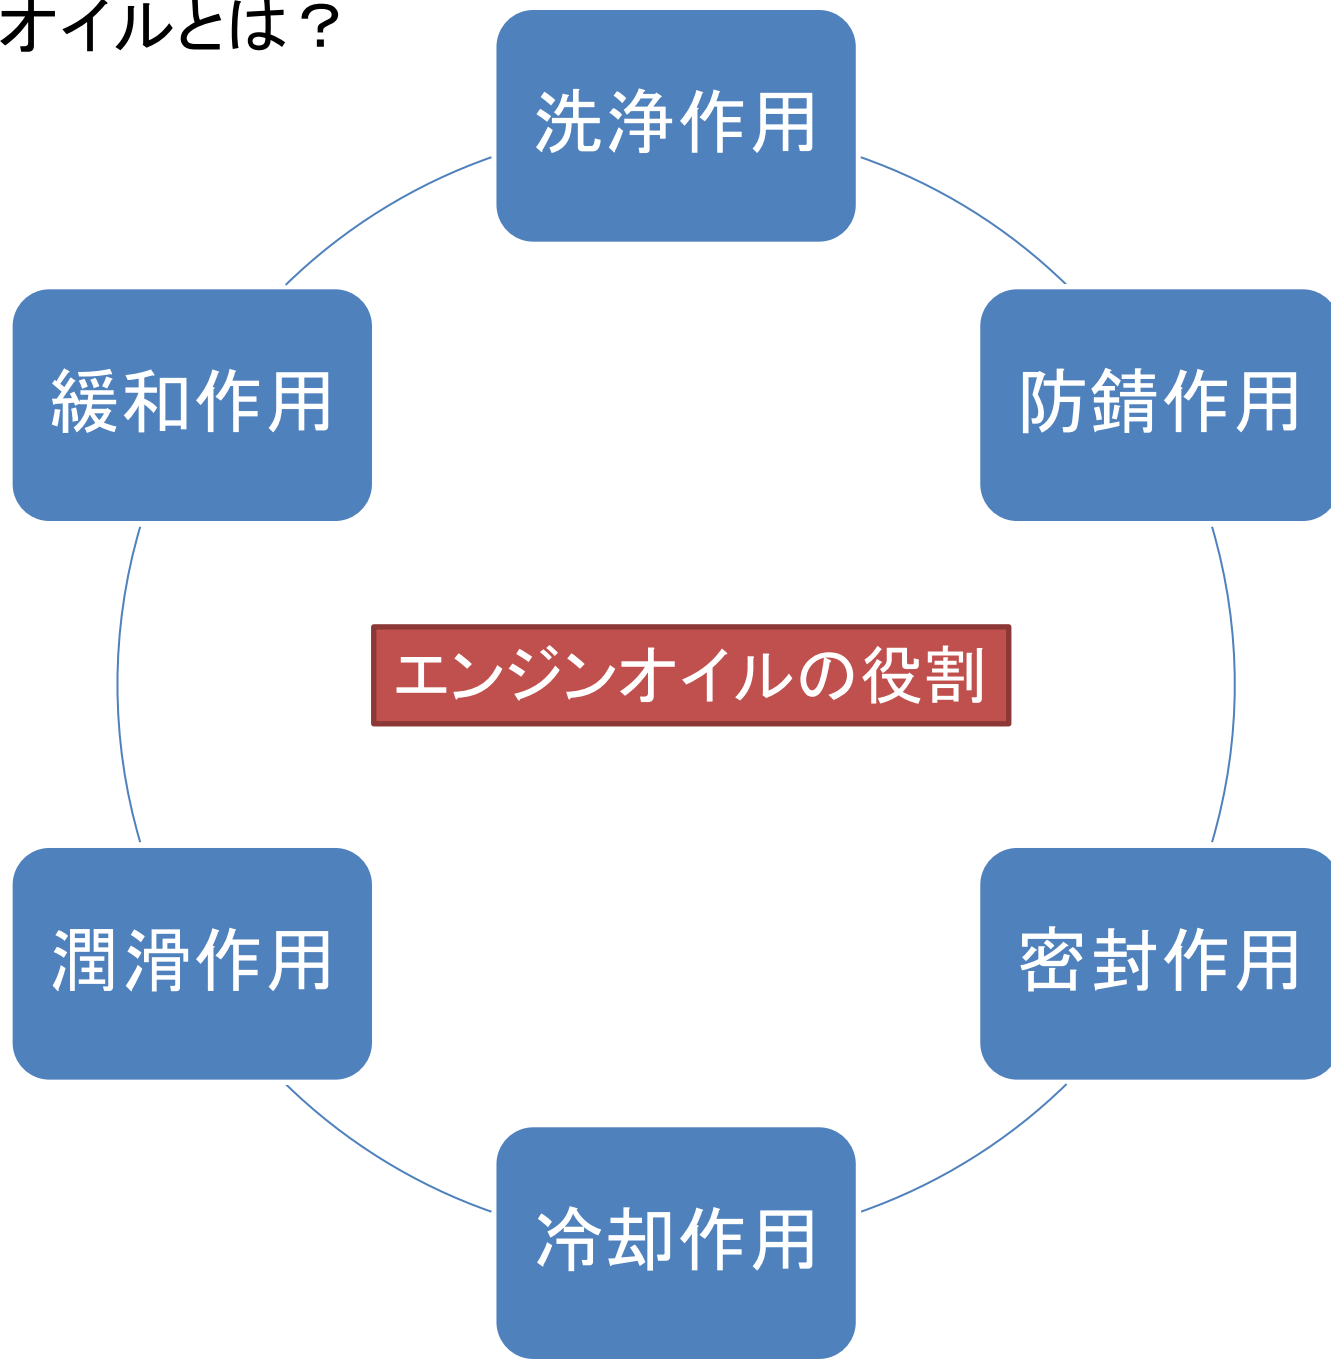 オイルとは？
洗浄作用
緩和作用
防錆作用
エンジンオイルの役割
潤滑作用
密封作用
冷却作用